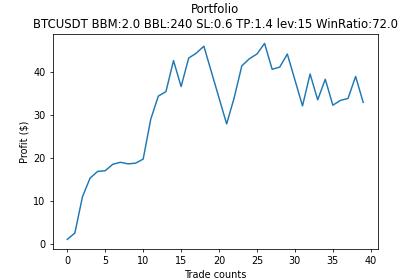 Portfolio
BTCUSDT BBM:2.0 BBL:240 SL:0.6 TP:1.4 lev:15 WinRatio:72.0
Profit ($)
40
30
20
10
0
0 5 10 15 20 25 30 35 40
Trade counts